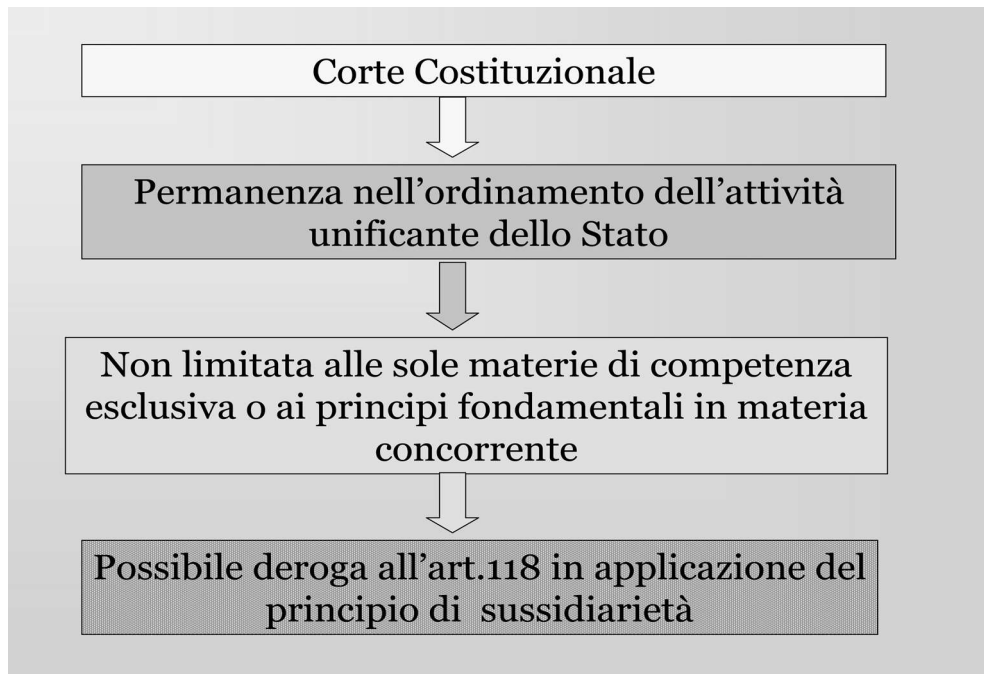 Corte Costituzionale
Permanenza nell’ordinamento dell’attività
unificante dello Stato
Non limitata alle sole materie di competenza
esclusiva o ai principi fondamentali in materia
concorrente
Possibile deroga all’art.118 in applicazione del
principio di  sussidiarietà